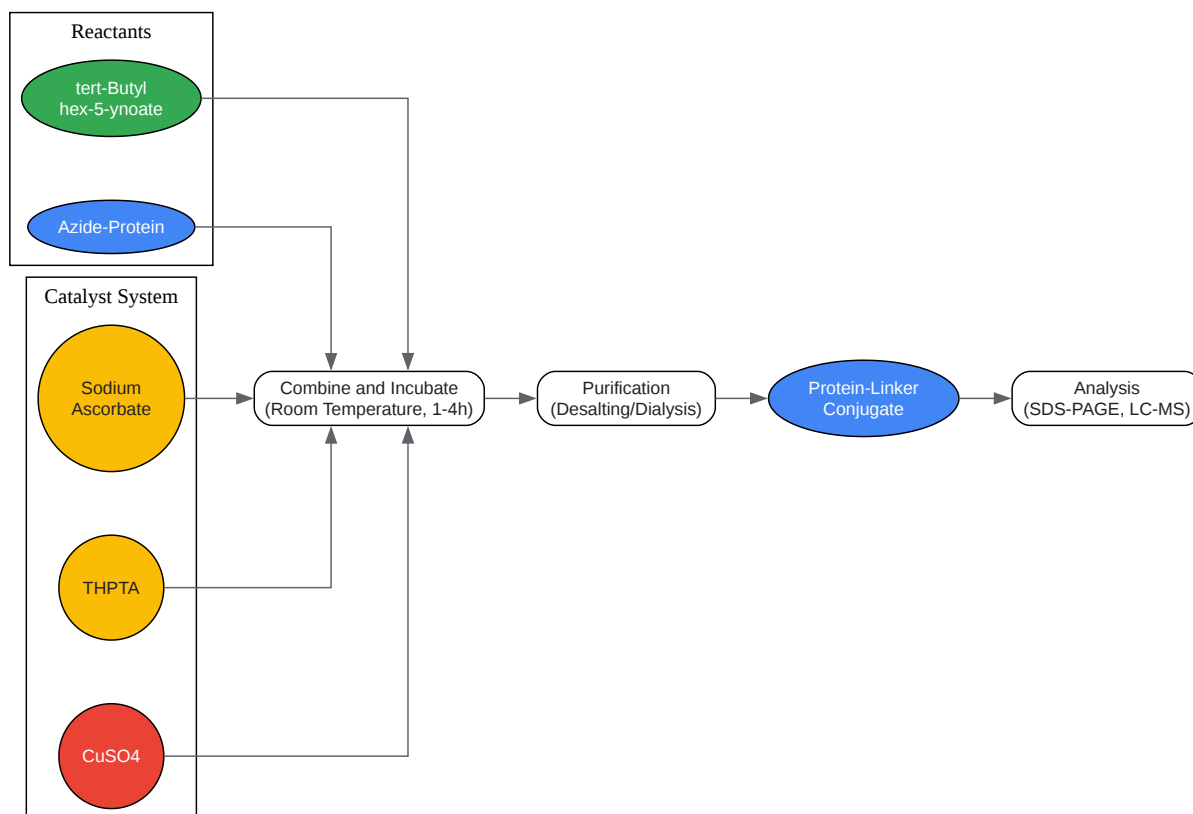 Reactants
tert-Butyl
hex-5-ynoate
Azide-Protein
Catalyst System
Sodium
Ascorbate
THPTA
CuSO4
Combine and Incubate
(Room Temperature, 1-4h)
Purification
(Desalting/Dialysis)
Protein-Linker
Conjugate
Analysis
(SDS-PAGE, LC-MS)